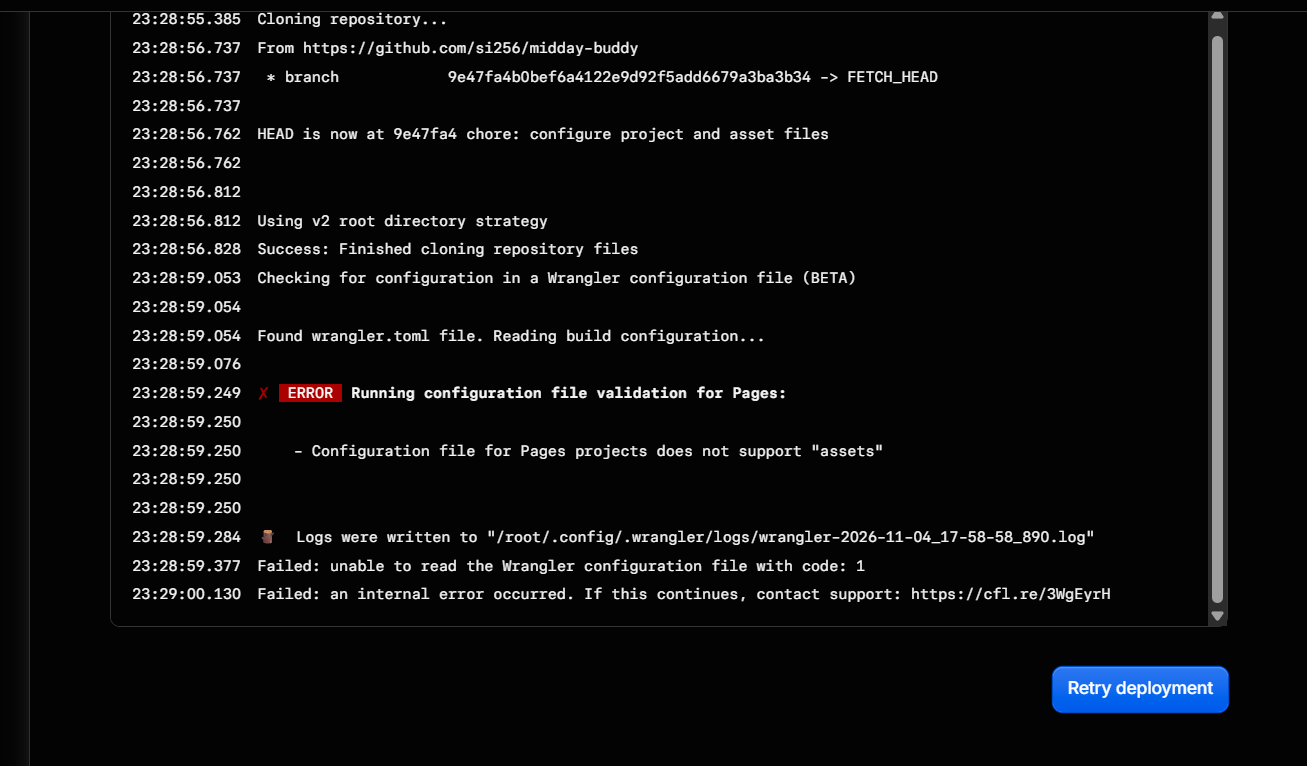 23:28:55.385 Cloning repository...
23:28:56.737 From https://github.com/si256/midday-buddy
23:28:56.737  * branch            9e47fa4b0bef6a4122e9d92f5add6679a3ba3b34 -> FETCH_HEAD
23:28:56.737
23:28:56.762 HEAD is now at 9e47fa4 chore: configure project and asset files
23:28:56.762
23:28:56.812
23:28:56.812 Using v2 root directory strategy
23:28:56.828 Success: Finished cloning repository files
23:28:59.053 Checking for configuration in a Wrangler configuration file (BETA)
23:28:59.054
23:28:59.054 Found wrangler.toml file. Reading build configuration...
23:28:59.076
23:28:59.249 ✗ ERROR Running configuration file validation for Pages:
23:28:59.250
23:28:59.250     - Configuration file for Pages projects does not support "assets"
23:28:59.250
23:28:59.250
23:28:59.284 🪵  Logs were written to "/root/.config/.wrangler/logs/wrangler-2026-11-04_17-58-58_890.log"
23:28:59.377 Failed: unable to read the Wrangler configuration file with code: 1
23:29:00.130 Failed: an internal error occurred. If this continues, contact support: https://cfl.re/3WgEyrH
Retry deployment